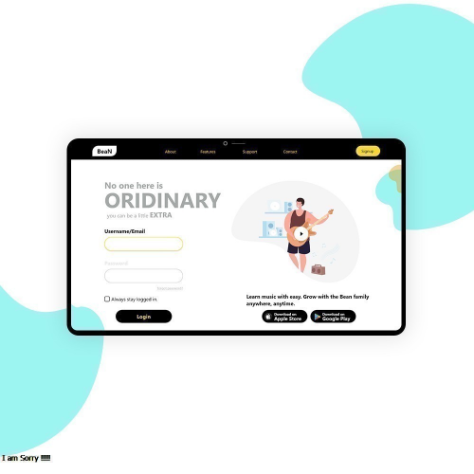 BeaN
About
Features
Support
Contact
Sign up
No one here is
ORIDINARY
you can be a little EXTRA
Username/Email
Password
Always stay logged in.
Login
Learn music with easy. Grow with the Bean family
anywhere, anytime.
Download on
Apple Store
Download on
Google Play
I am Sorry